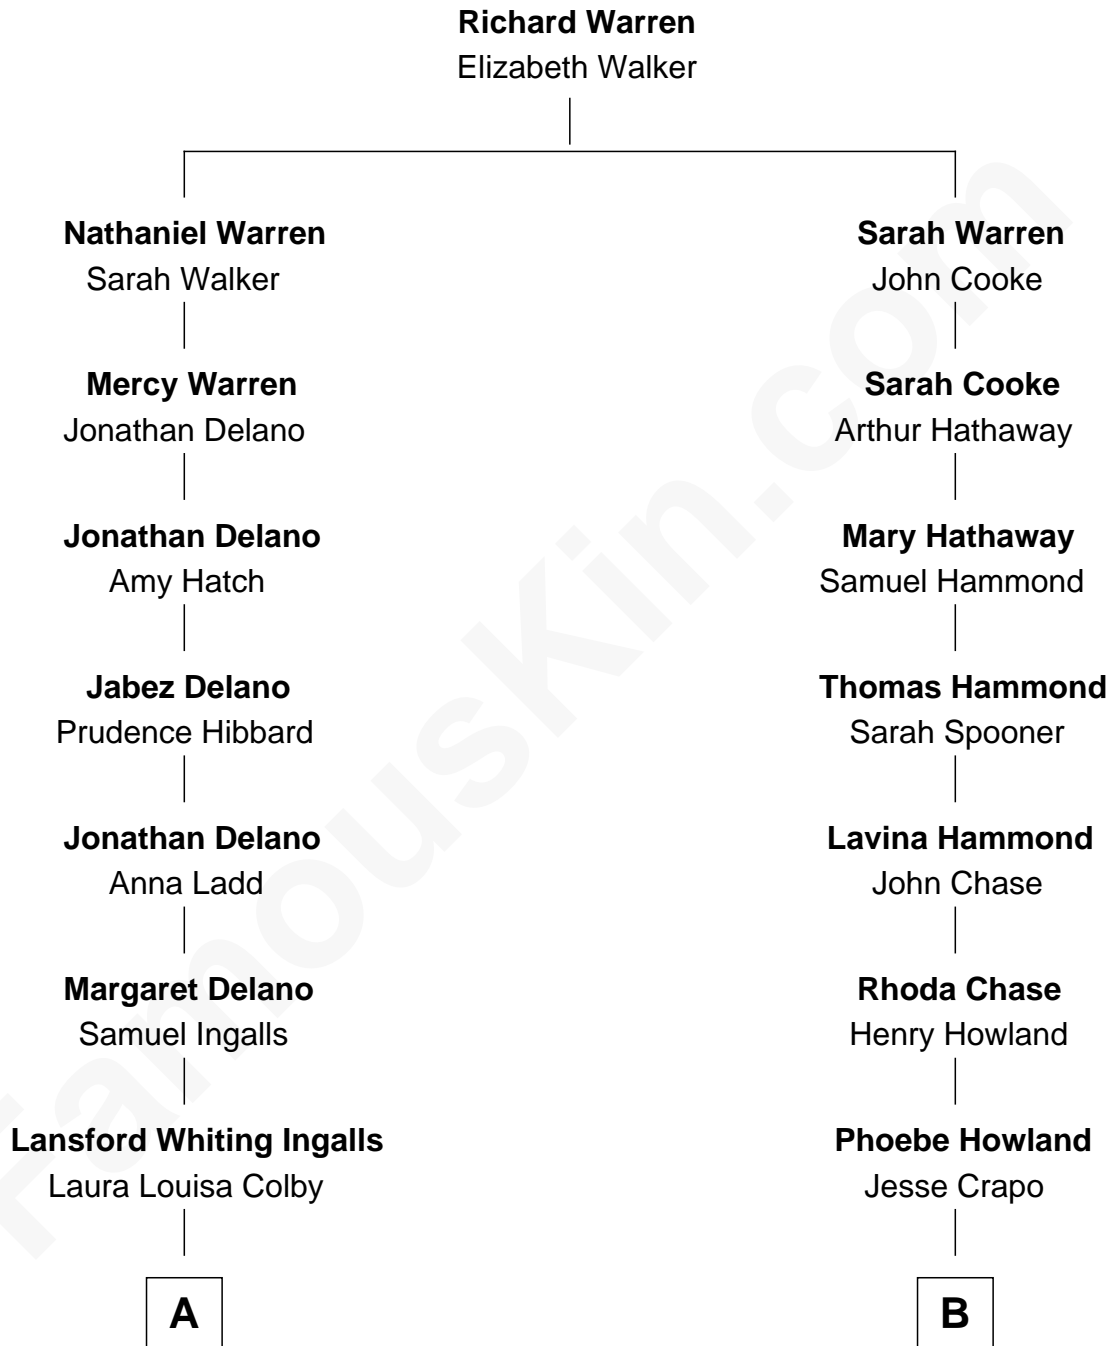 Richard Warren
Elizabeth Walker
Nathaniel Warren
Sarah Walker
Mercy Warren
Jonathan Delano
Jonathan Delano
Amy Hatch
Jabez Delano
Prudence Hibbard
Jonathan Delano
Anna Ladd
Margaret Delano
Samuel Ingalls
Lansford Whiting Ingalls
Laura Louisa Colby
A
Sarah Warren
John Cooke
Sarah Cooke
Arthur Hathaway
Mary Hathaway
Samuel Hammond
Thomas Hammond
Sarah Spooner
Lavina Hammond
John Chase
Rhoda Chase
Henry Howland
Phoebe Howland
Jesse Crapo
B
FamousKin.com